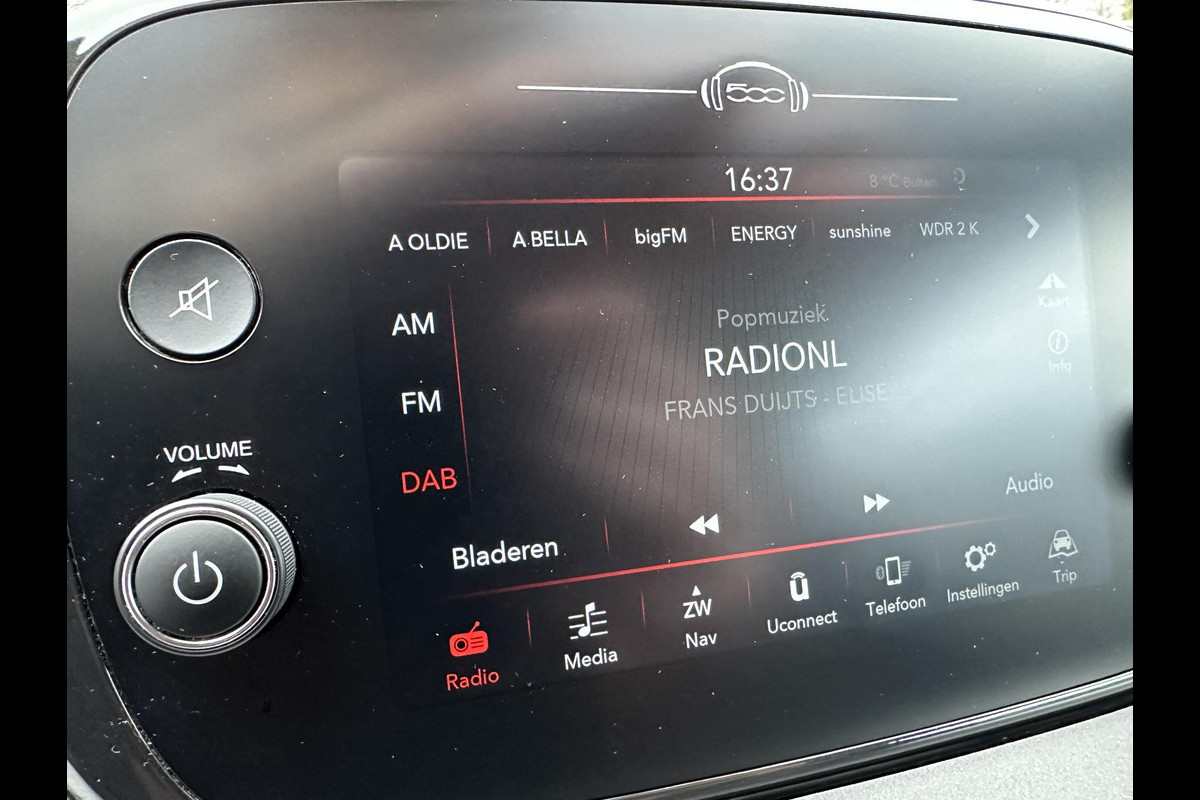 500
16:37
8°C Buiten
A OLDIE A.BELLA bigFM ENERGY sunshine WDR 2 K
AM
FM
DAB
Popmuziek
RADIONL
FRANS DUIJTS - ELISE
Kaart
Info
VOLUME
Bladeren
Audio
Radio
Media
ZW
Nav
Uconnect
Telefoon
Instellingen
Trip